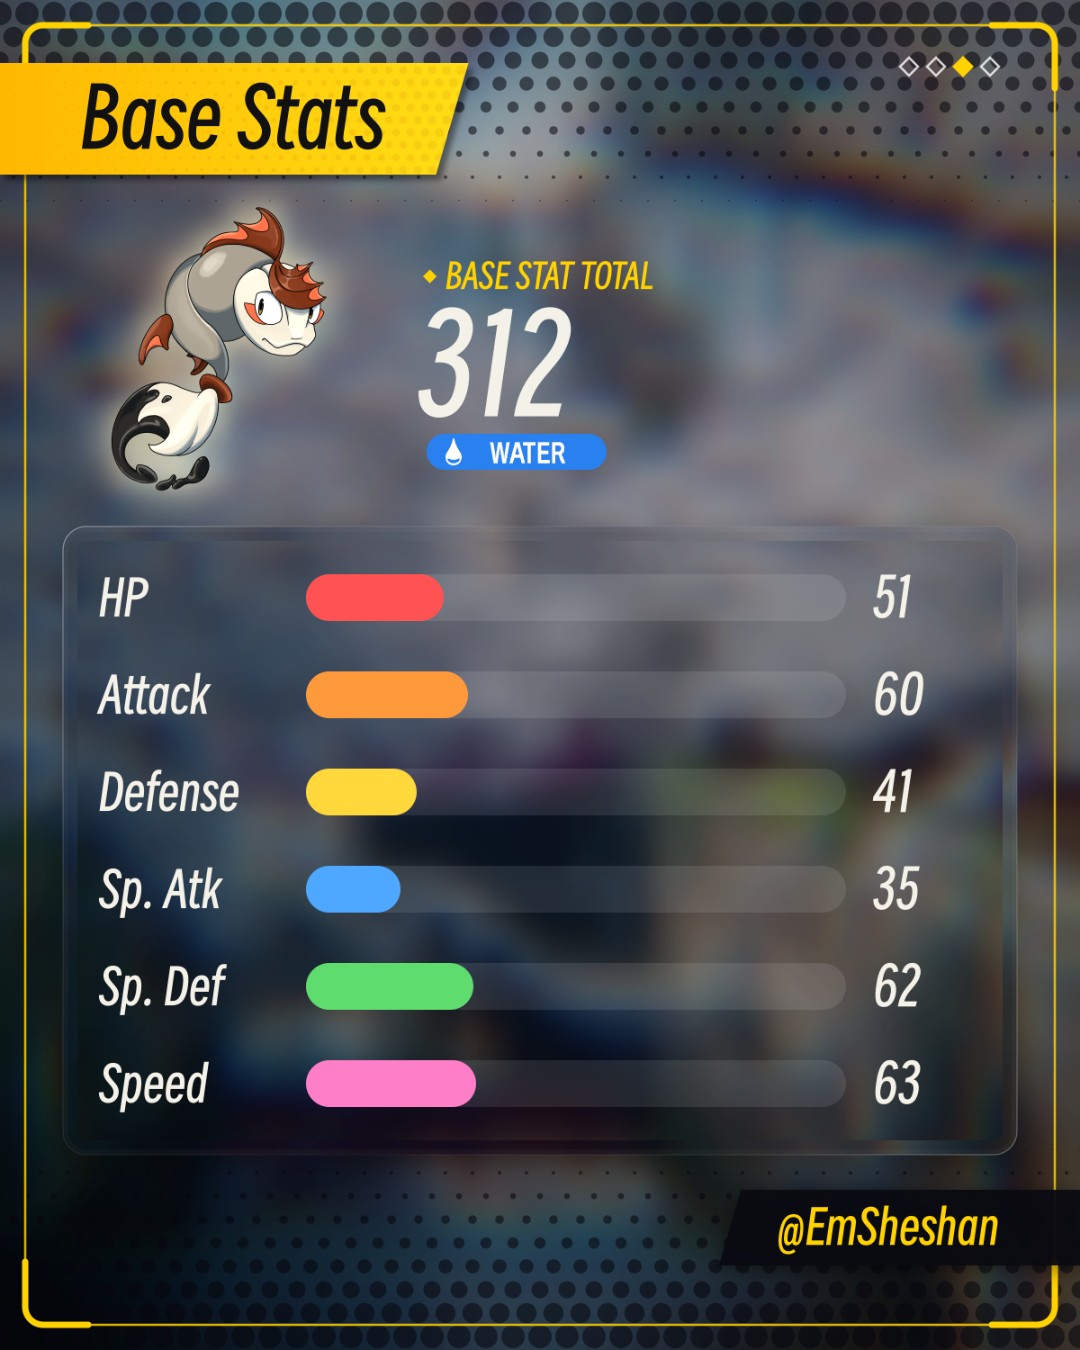 Base Stats
BASE STAT TOTAL
312
WATER
HP 51
Attack 60
Defense 41
Sp. Atk 35
Sp. Def 62
Speed 63
@EmSheshan